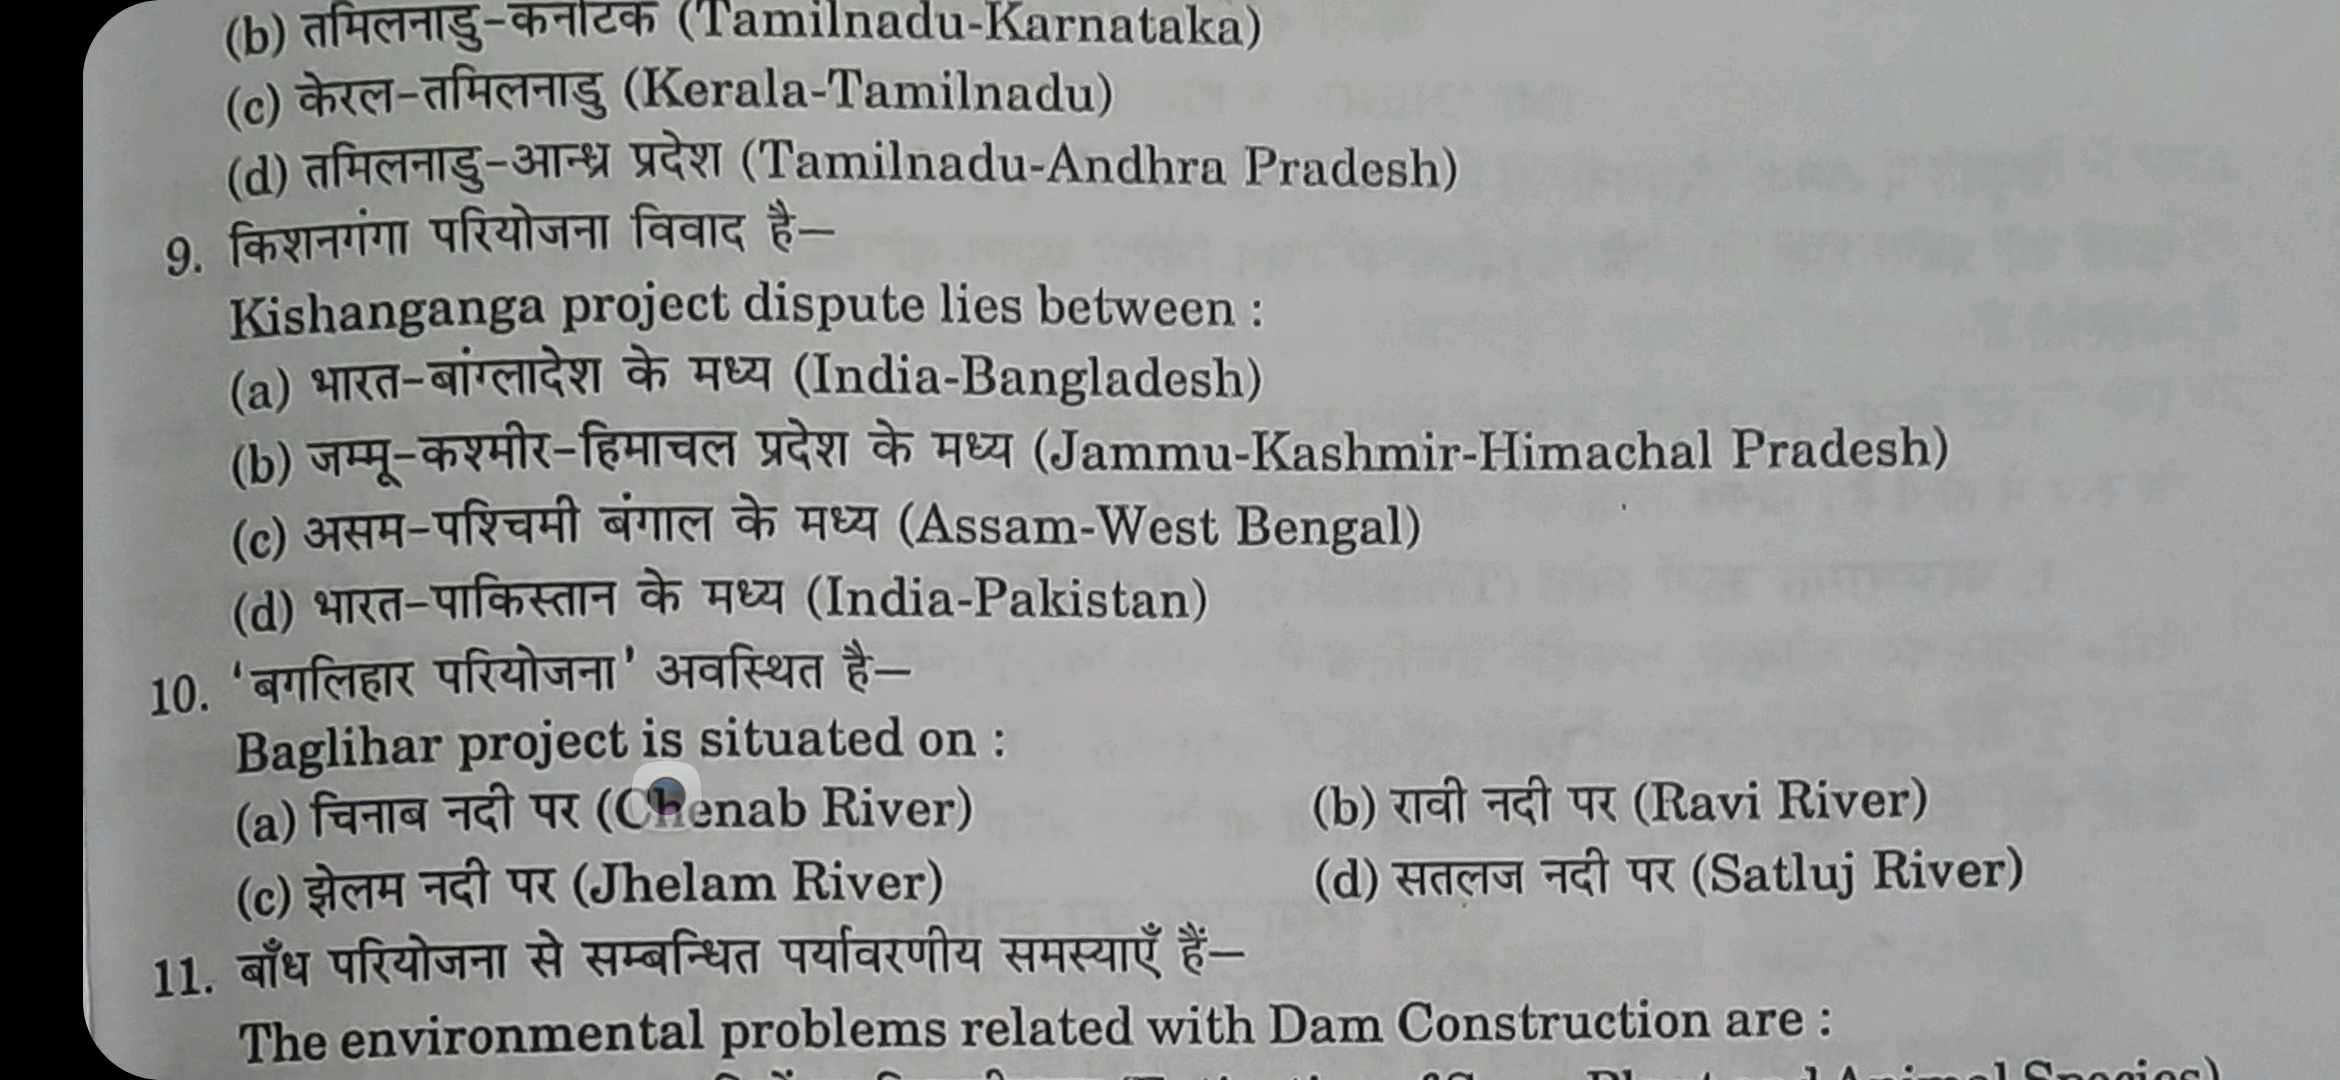 (b) तमिलनाडु-कर्नाटक (Tamilnadu-Karnataka)
(c) केरल-तमिलनाडु (Kerala-Tamilnadu)
(d) तमिलनाडु-आन्ध्र प्रदेश (Tamilnadu-Andhra Pradesh)
9. किशनगंगा परियोजना विवाद है—
Kishanganga project dispute lies between :
(a) भारत-बांग्लादेश के मध्य (India-Bangladesh)
(b) जम्मू-कश्मीर-हिमाचल प्रदेश के मध्य (Jammu-Kashmir-Himachal Pradesh)
(c) असम-पश्चिमी बंगाल के मध्य (Assam-West Bengal)
(d) भारत-पाकिस्तान के मध्य (India-Pakistan)
10. 'बगलिहार परियोजना' अवस्थित है—
Baglihar project is situated on :
(a) चिनाब नदी पर (Chenab River) (b) रावी नदी पर (Ravi River)
(c) झेलम नदी पर (Jhelam River) (d) सतलज नदी पर (Satluj River)
11. बाँध परियोजना से सम्बन्धित पर्यावरणीय समस्याएँ हैं—
The environmental problems related with Dam Construction are :
Animal Species)